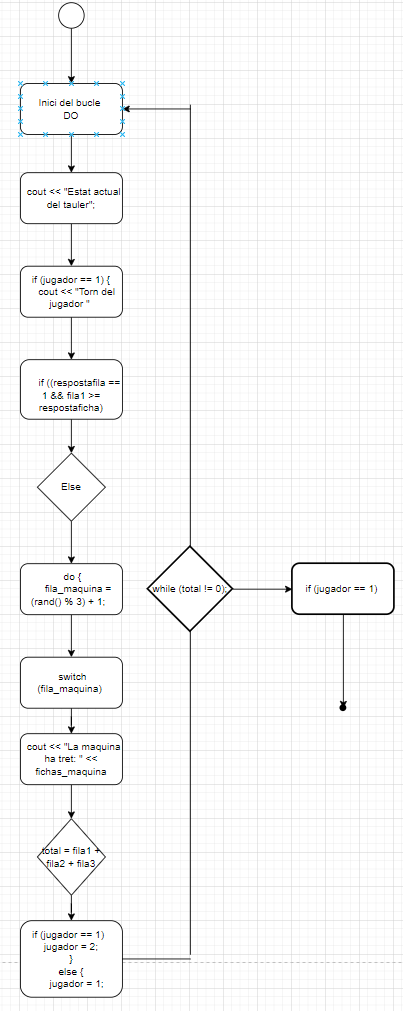 Inici del bucle
DO
cout << "Estat actual
del tauler";
if (jugador == 1) {
cout << "Torn del
jugador "
if ((respostafila ==
1 && fila1 >=
respostaficha)
Else
do {
fila_maquina =
(rand() % 3) + 1;
while (total != 0);
if (jugador == 1)
switch
(fila_maquina)
cout << "La maquina
ha tret: " <<
fichas_maquina
total = fila1 +
fila2 + fila3
if (jugador == 1)
jugador = 2;
}
else {
jugador = 1;